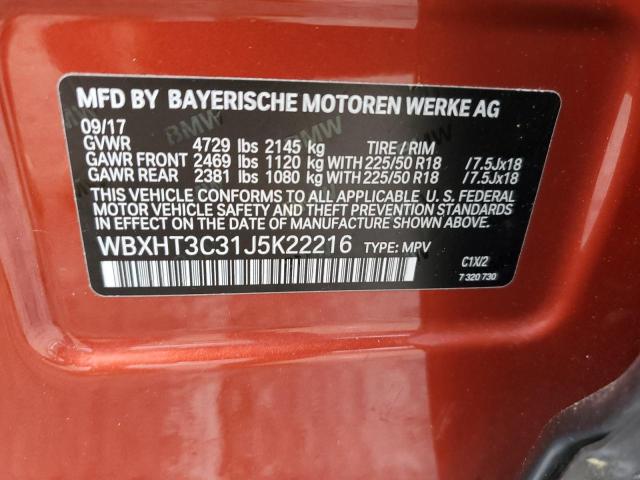 MFD BY BAYERISCHE MOTOREN WERKE AG
09/17
GVWR 4729 lbs 2145 kg TIRE / RIM
GAWR FRONT 2469 lbs 1120 kg WITH 225/50 R18 /7.5Jx18
GAWR REAR 2381 lbs 1080 kg WITH 225/50 R18 /7.5Jx18
THIS VEHICLE CONFORMS TO ALL APPLICABLE U. S. FEDERAL
MOTOR VEHICLE SAFETY AND THEFT PREVENTION STANDARDS
IN EFFECT ON THE DATE OF MANUFACTURE SHOWN ABOVE.
WBXHT3C31J5K22216 TYPE: MPV
C1X/2
7 320 730